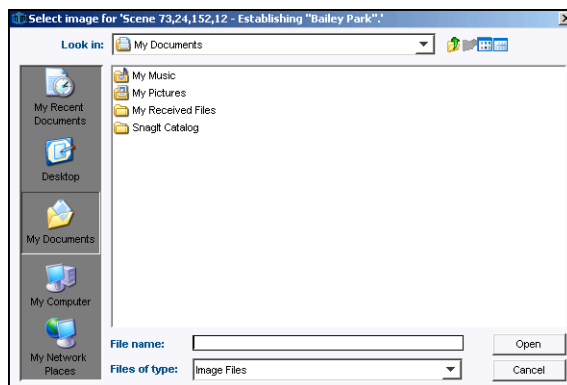 Select image for 'Scene 73,24,152,12 - Establishing "Bailey Park".'
Look in: My Documents
My Recent
Documents
Desktop
My Documents
My Computer
My Network
Places
My Music
My Pictures
My Received Files
SnagIt Catalog
File name:
Open
Files of type: Image Files
Cancel